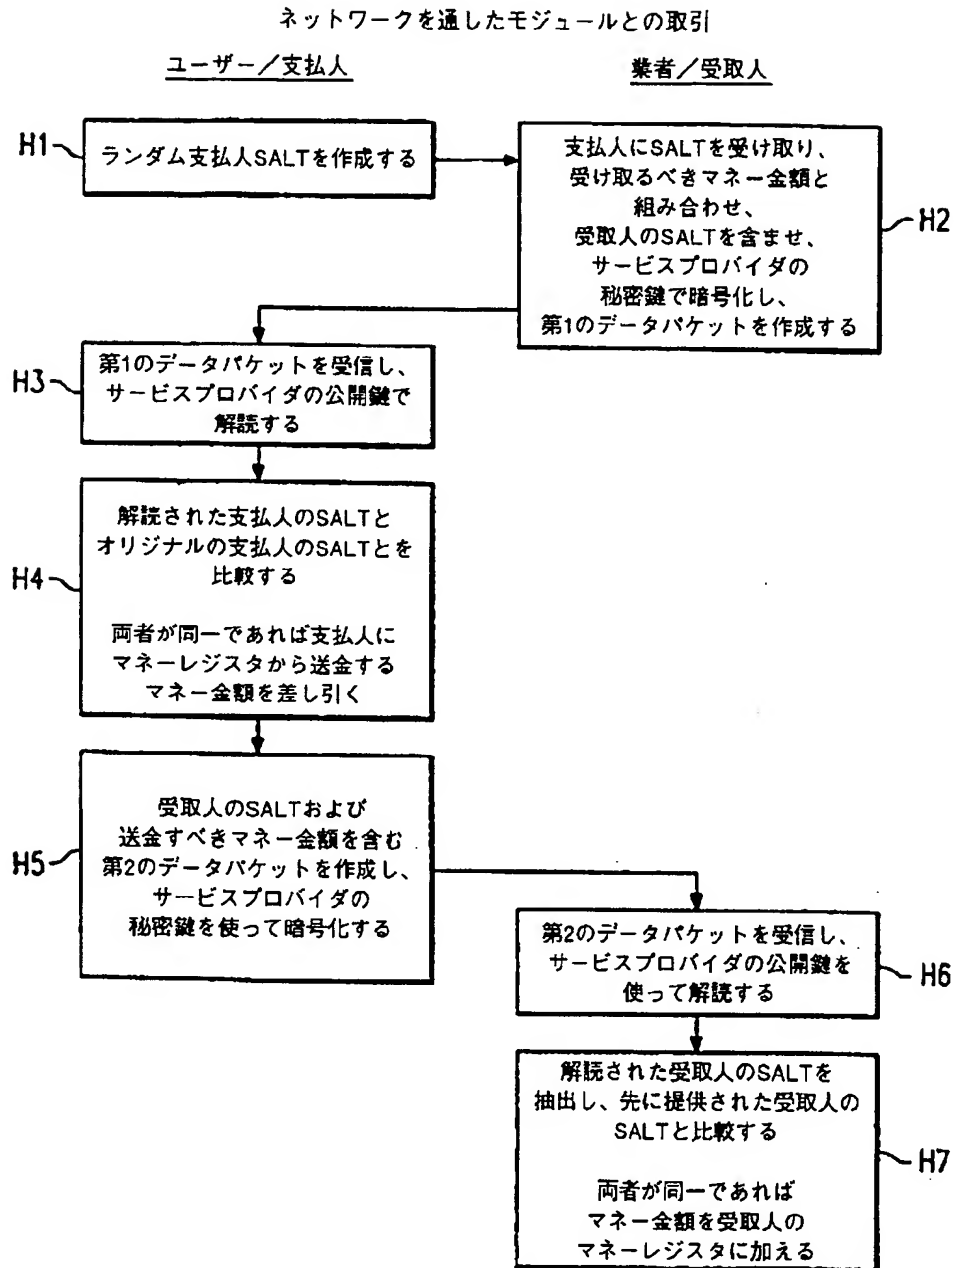 ネットワークを通したモジュールとの取引
ユーザー/支払人
業者/受取人
H1
ランダム支払人SALTを作成する
支払人にSALTを受け取り、
受け取るべきマネー金額と
組み合わせ、
受取人のSALTを含ませ、
サービスプロバイダの
秘密鍵で暗号化し、
第1のデータパケットを作成する
H2
H3
第1のデータパケットを受信し、
サービスプロバイダの公開鍵で
解読する
H4
解読された支払人のSALTと
オリジナルの支払人のSALTとを
比較する
両者が同一であれば支払人に
マネーレジスタから送金する
マネー金額を差し引く
H5
受取人のSALTおよび
送金すべきマネー金額を含む
第2のデータパケットを作成し、
サービスプロバイダの
秘密鍵を使って暗号化する
第2のデータパケットを受信し、
サービスプロバイダの公開鍵を
使って解読する
H6
解読された受取人のSALTを
抽出し、先に提供された受取人の
SALTと比較する
両者が同一であれば
マネー金額を受取人の
マネーレジスタに加える
H7